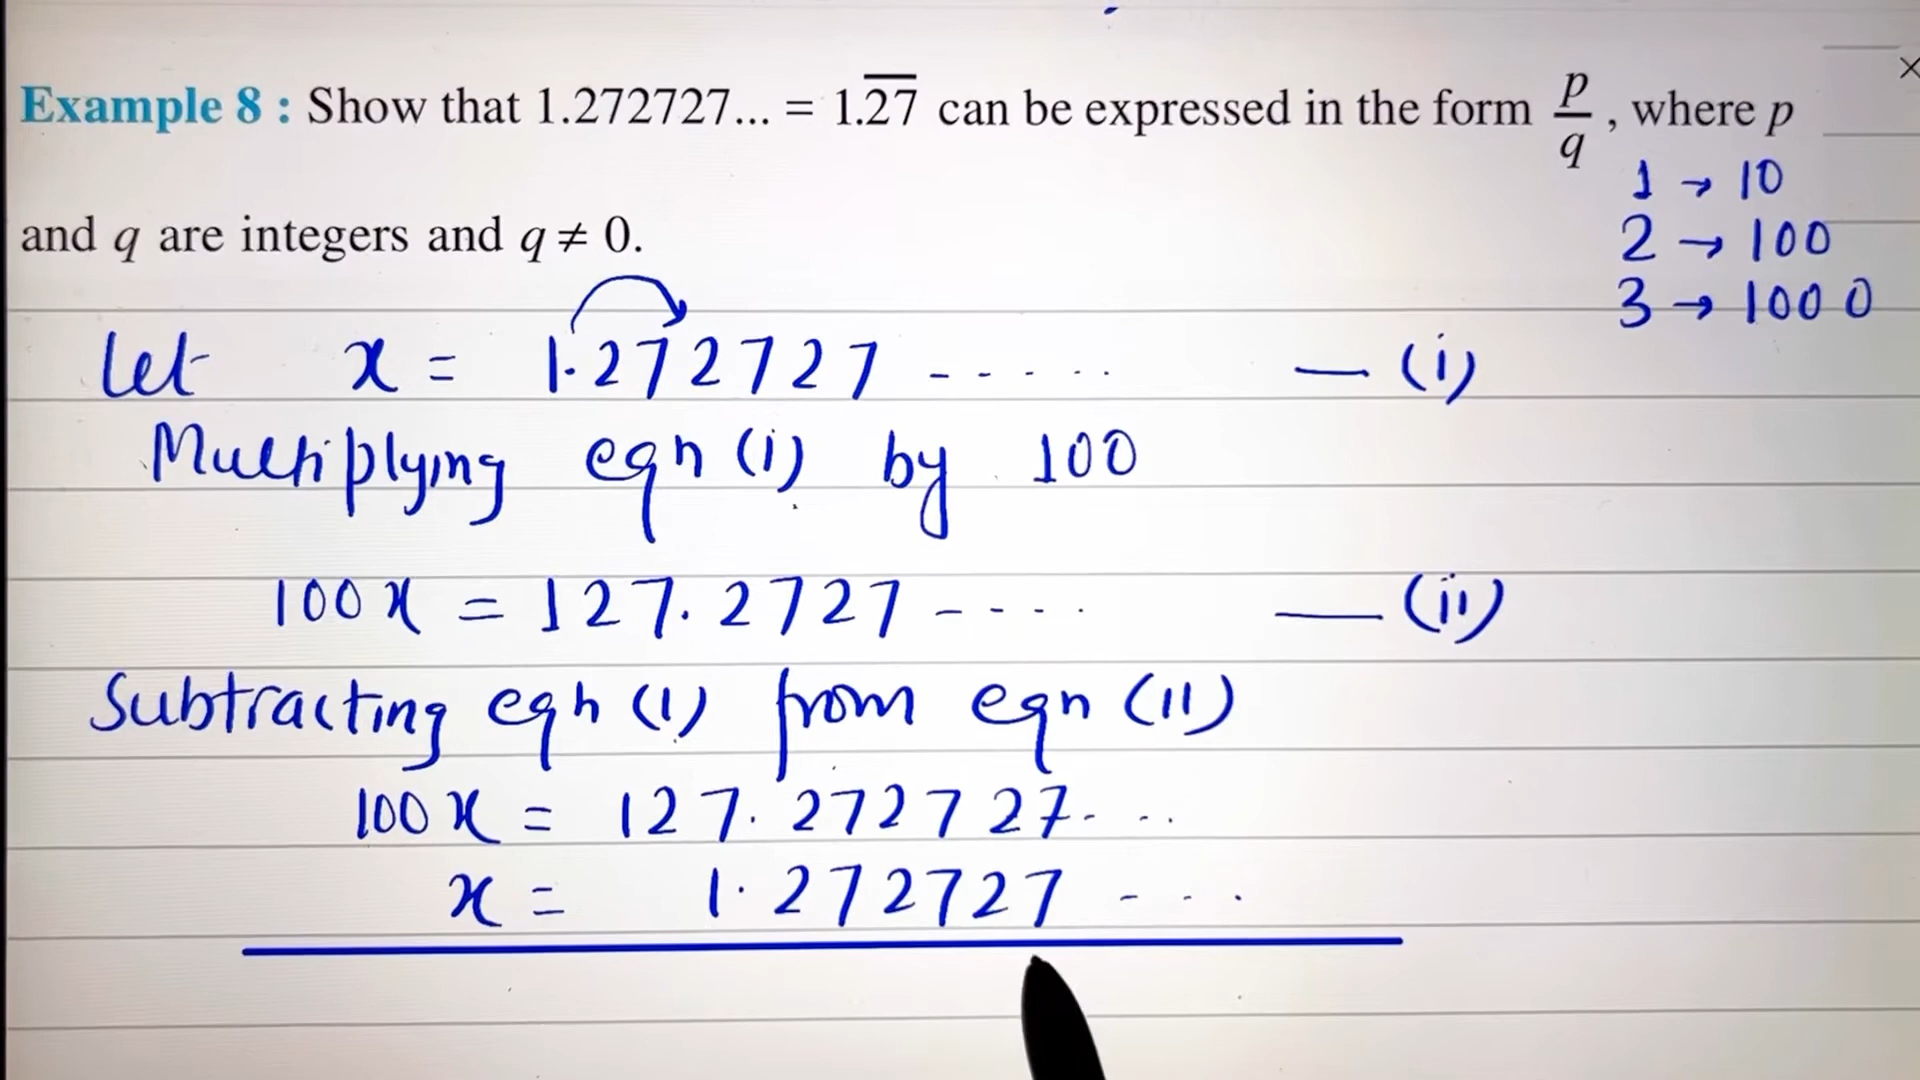 Example 8 : Show that 1.272727... = 1.2̅7̅ can be expressed in the form p/q , where p
and q are integers and q ≠ 0.
1 → 10
2 → 100
3 → 1000
Let x = 1.272727 - - - - - — (i)
Multiplying eqn (i) by 100
100x = 127.2727 - - - - — (ii)
Subtracting eqn (i) from eqn (ii)
100x = 127.272727- - -
x = 1.272727 - - -